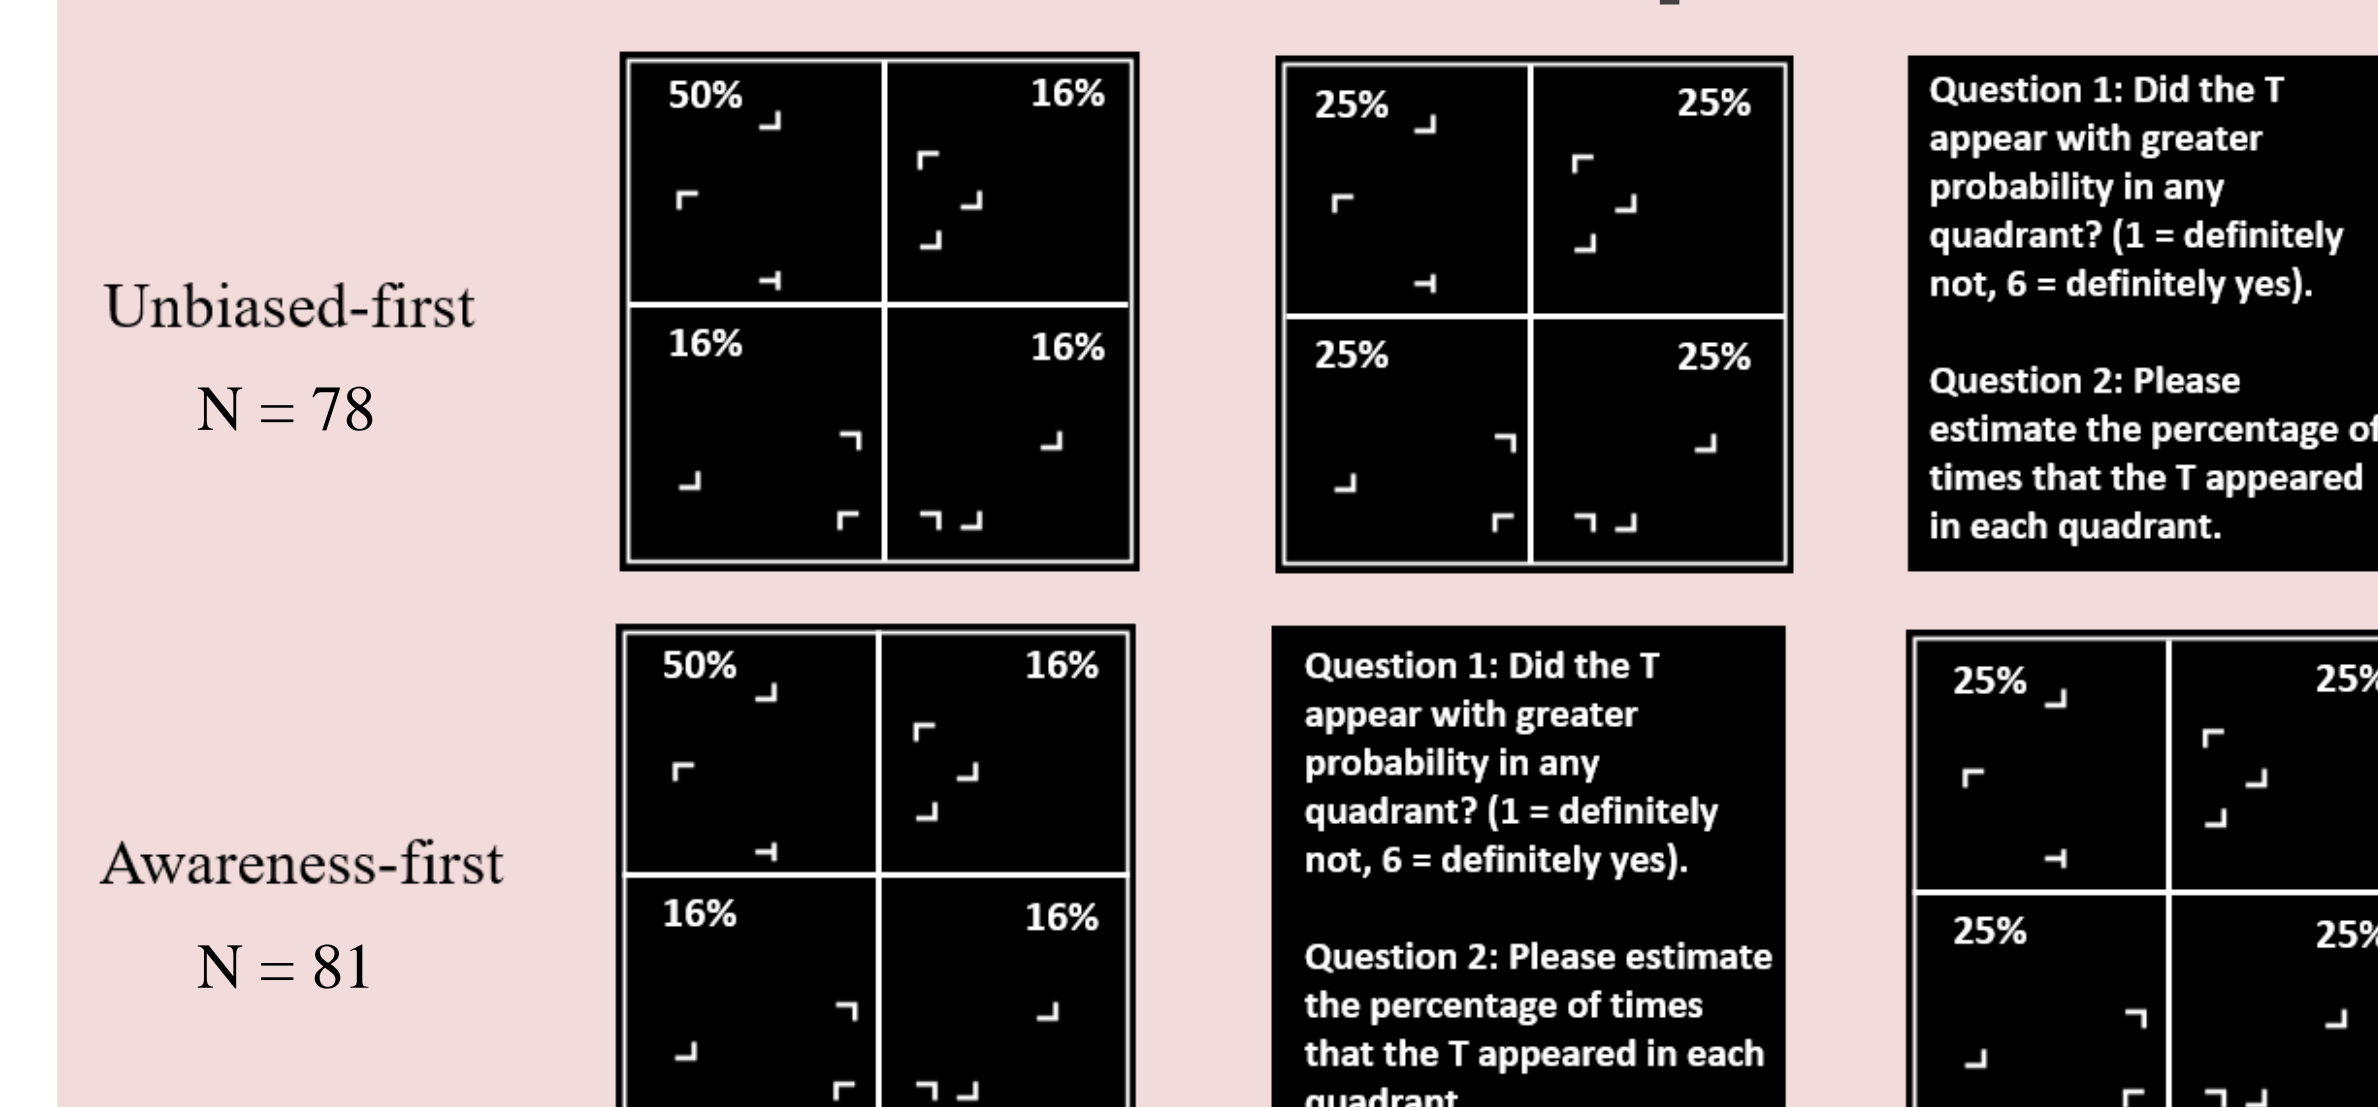 50%
16%
16%
16%
25%
25%
25%
25%
Question 1: Did the T
appear with greater
probability in any
quadrant? (1 = definitely
not, 6 = definitely yes).
Question 2: Please
estimate the percentage of
times that the T appeared
in each quadrant.
Unbiased-first
N = 78
50%
16%
16%
16%
Question 1: Did the T
appear with greater
probability in any
quadrant? (1 = definitely
not, 6 = definitely yes).
Question 2: Please estimate
the percentage of times
that the T appeared in each
quadrant
25%
25%
25%
25%
Awareness-first
N = 81